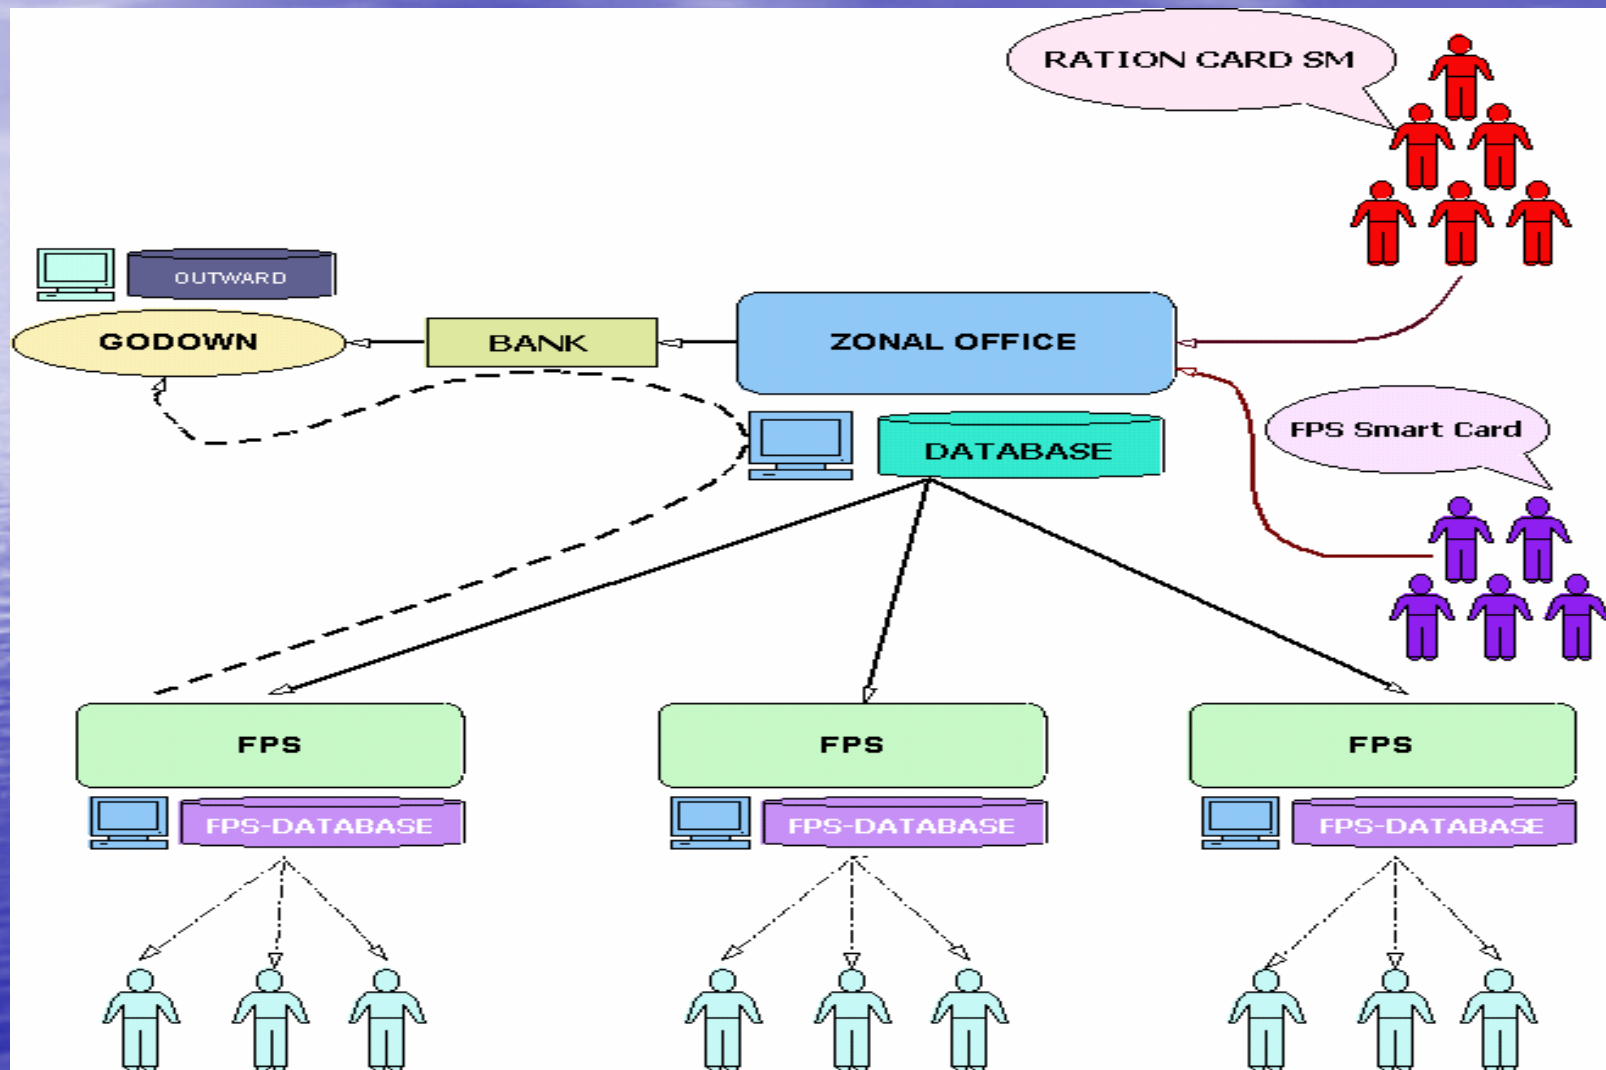 RATION CARD SM
OUTWARD
GODOWN
BANK
ZONAL OFFICE
FPS Smart Card
DATABASE
FPS
FPS
FPS
FPS-DATABASE
FPS-DATABASE
FPS-DATABASE